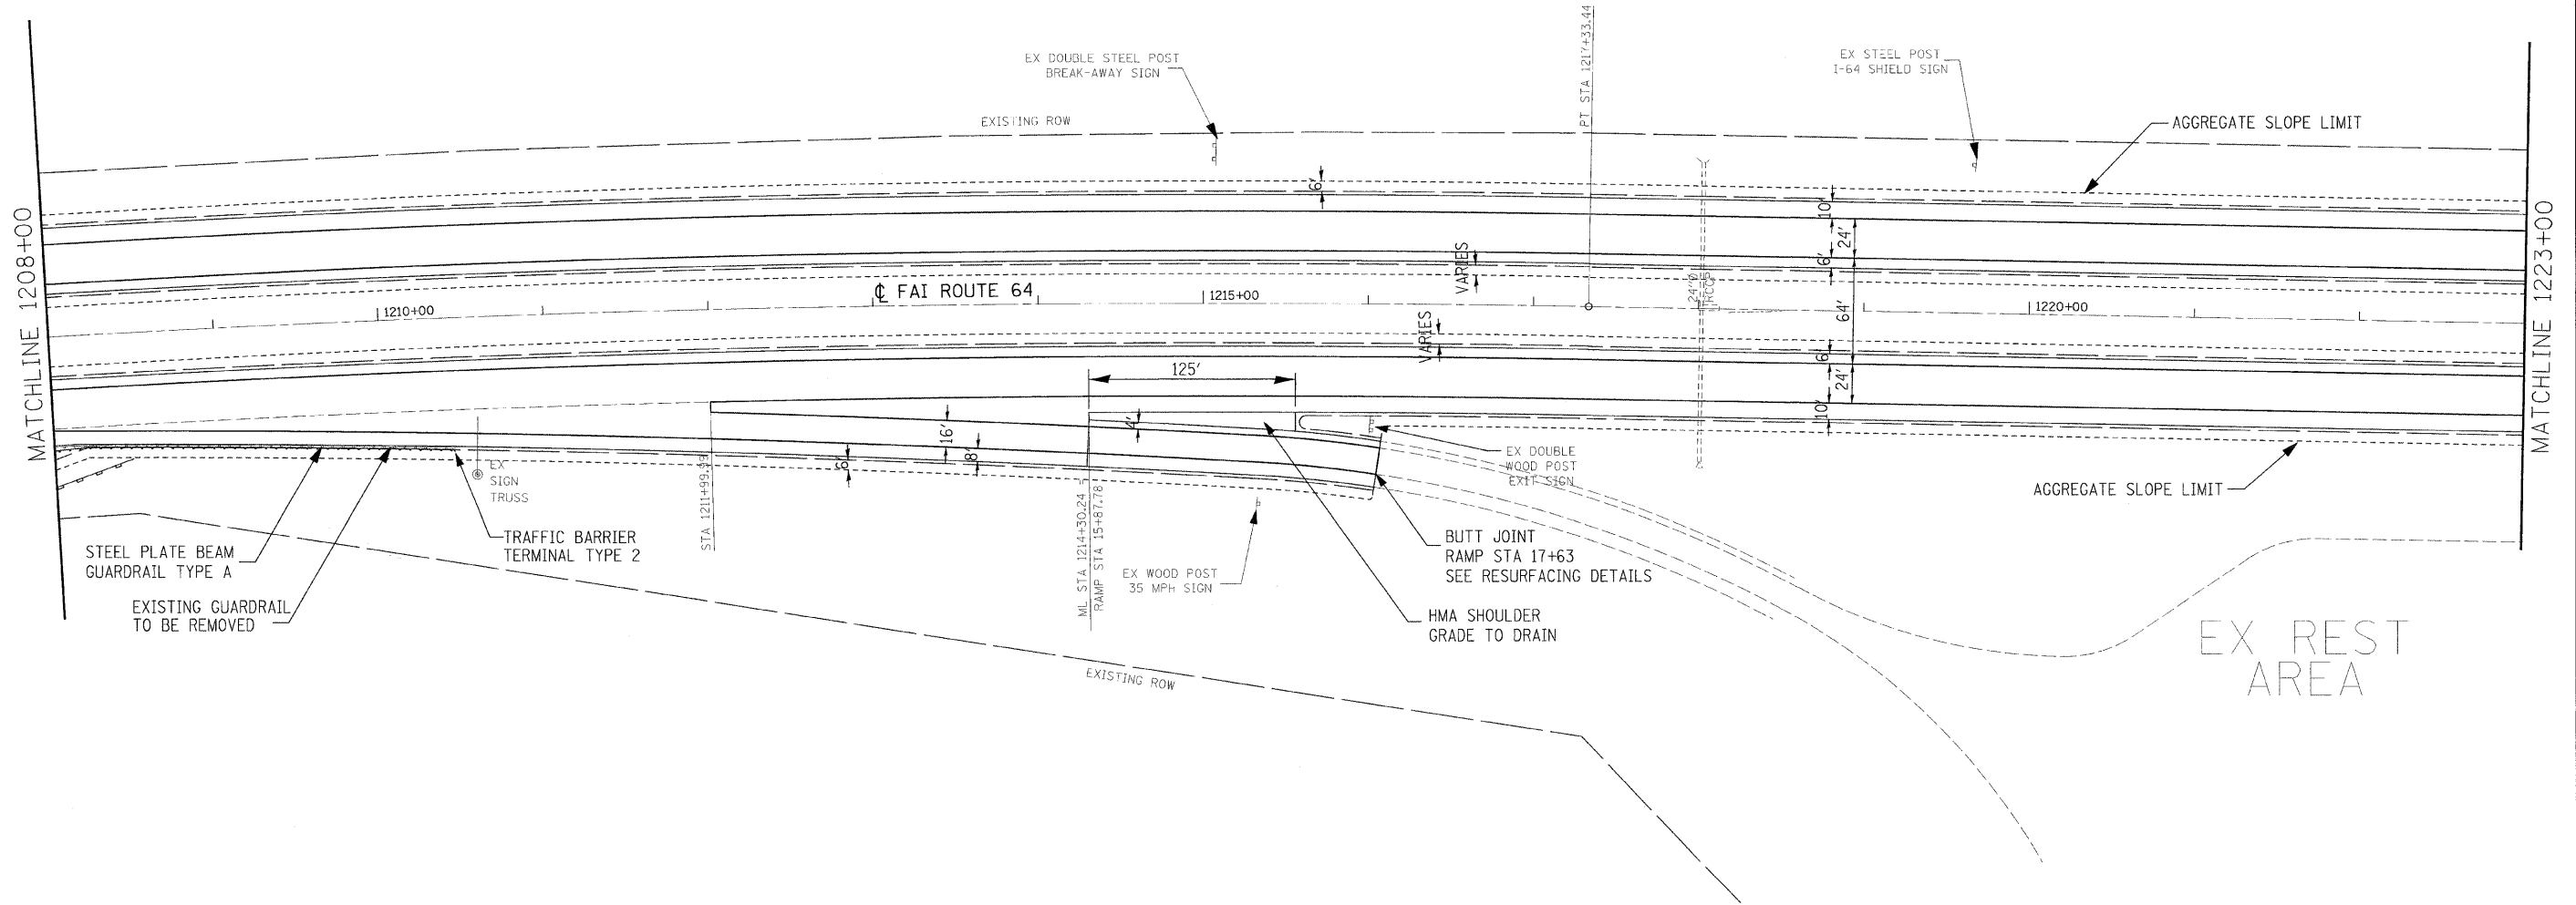 MATCHLINE 1208+00
EX DOUBLE STEEL POST
BREAK-AWAY SIGN
EXISTING ROW
PT STA 1217+33.44
EX STEEL POST
I-64 SHIELD SIGN
AGGREGATE SLOPE LIMIT
MATCHLINE 1223+00
6'
10'
24'
6'
64'
6'
24'
10'
VARIES
VARIES
24"Ø
1210+00
℄ FAI ROUTE 64
1215+00
1220+00
125'
4'
16'
8'
6'
EX
SIGN
TRUSS
STA 1211+99.99
ML STA 1214+30.24
RAMP STA 15+87.78
EX DOUBLE
WOOD POST
EXIT SIGN
AGGREGATE SLOPE LIMIT
STEEL PLATE BEAM
GUARDRAIL TYPE A
EXISTING GUARDRAIL
TO BE REMOVED
TRAFFIC BARRIER
TERMINAL TYPE 2
EX WOOD POST
35 MPH SIGN
BUTT JOINT
RAMP STA 17+63
SEE RESURFACING DETAILS
HMA SHOULDER
GRADE TO DRAIN
EXISTING ROW
EX REST
AREA